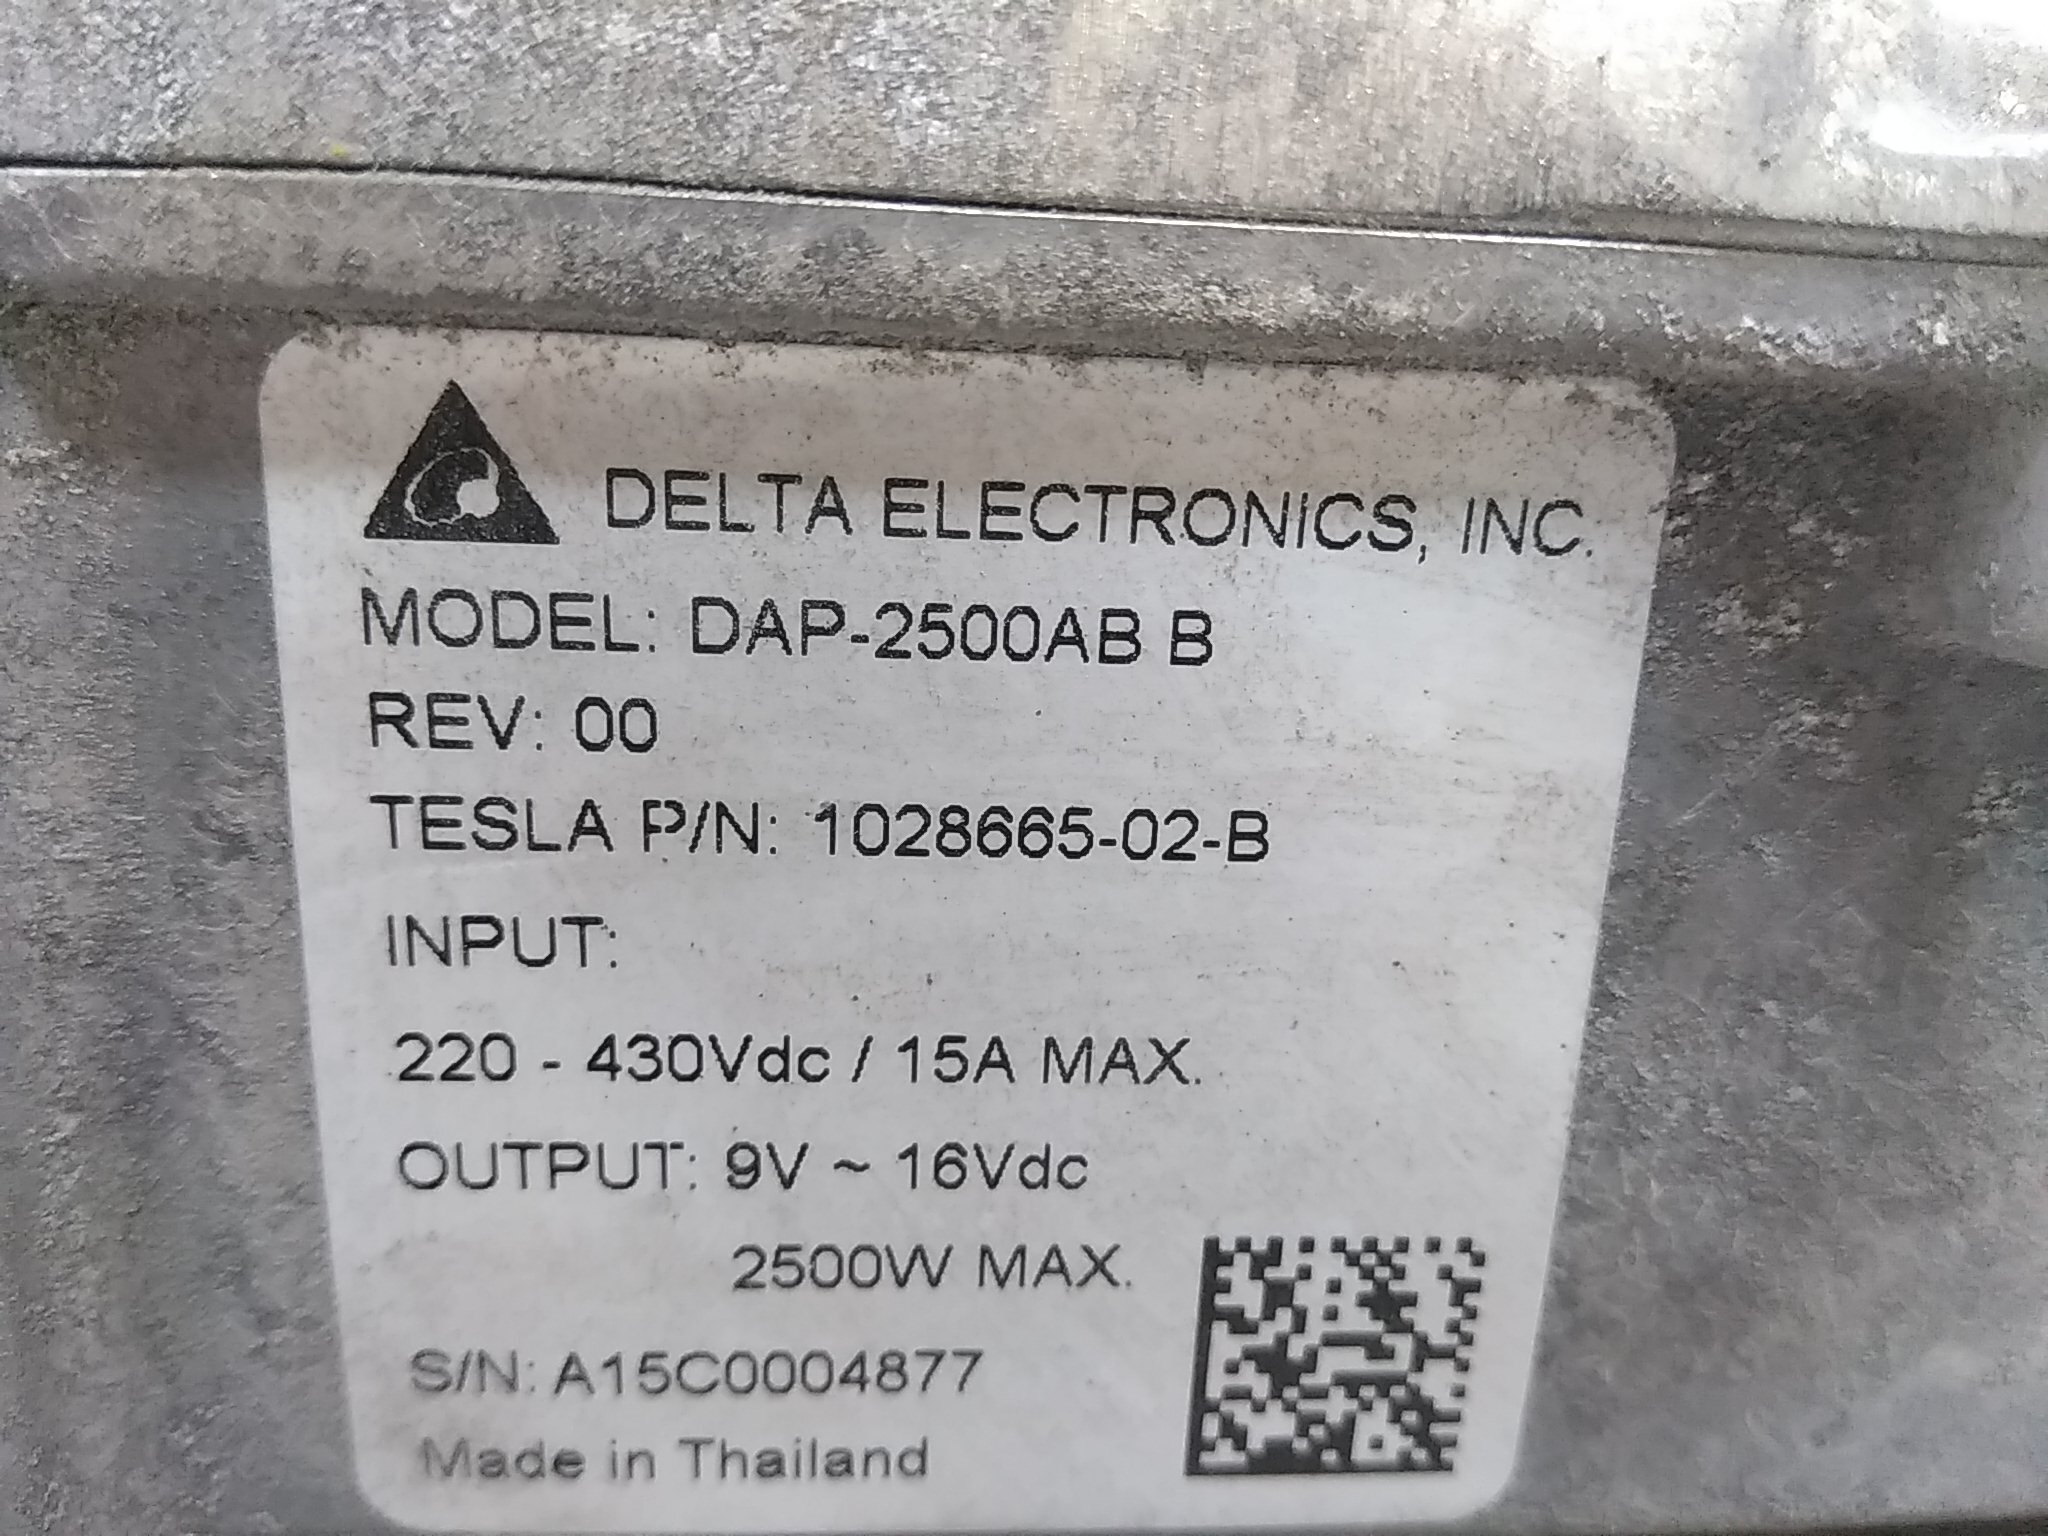 DELTA ELECTRONICS, INC.
MODEL: DAP-2500AB B
REV: 00
TESLA P/N: 1028665-02-B
INPUT:
220 - 430Vdc / 15A MAX.
OUTPUT: 9V ~ 16Vdc
2500W MAX.
S/N: A15C0004877
Made in Thailand